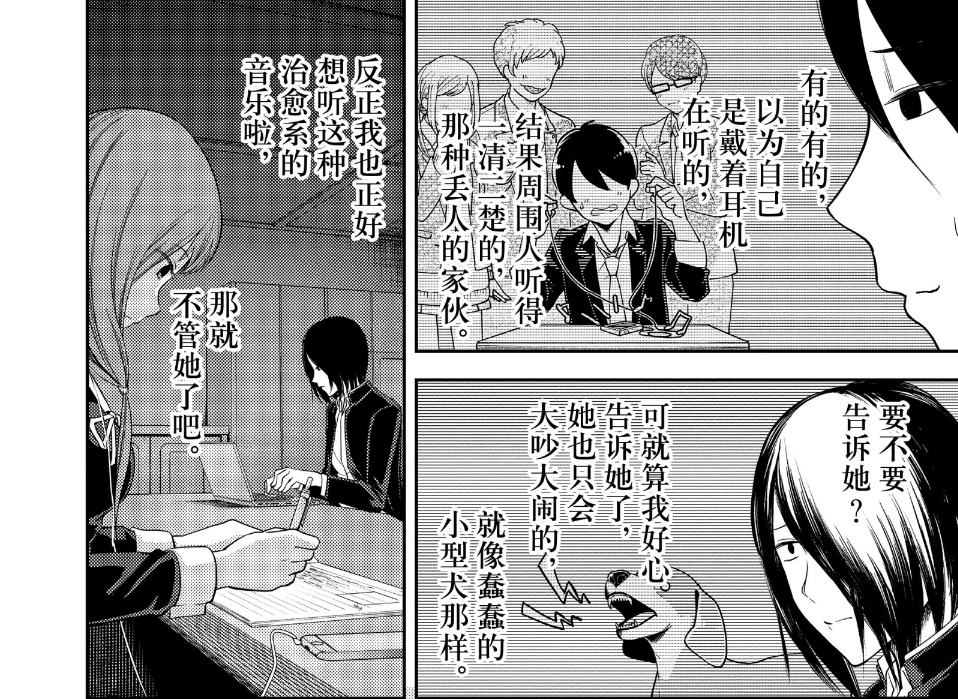 有的有的，
以为自己
是戴着耳机
在听的，
结果周围人听得
一清二楚的，
那种丢人的家伙。
要不要
告诉她？
可就算我好心
告诉她了，
她也只会
大吵大闹的，
就像蠢蠢的
小型犬那样。
反正我也正好
想听这种
治愈系的
音乐啦，
那就
不管她了吧。